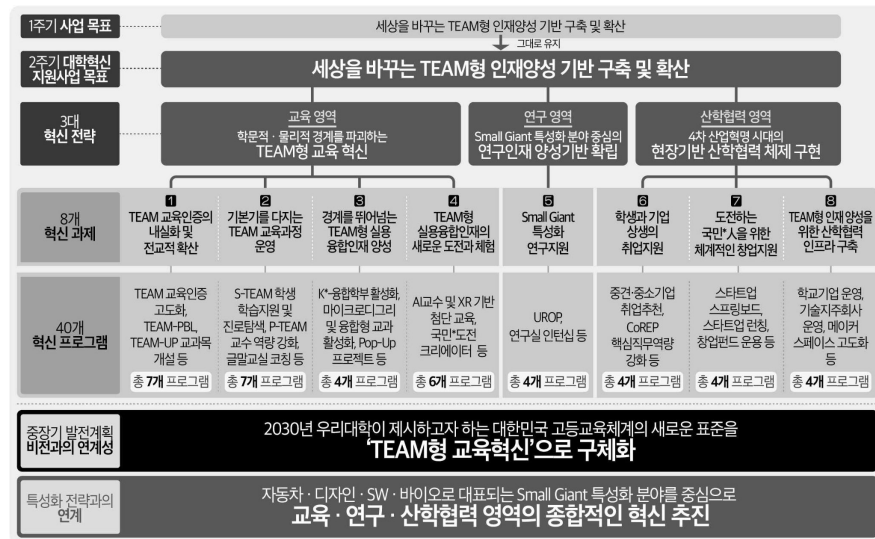 1주기 사업 목표
세상을 바꾸는 TEAM형 인재양성 기반 구축 및 확산
그대로 유지
2주기 대학혁신
지원사업 목표
세상을 바꾸는 TEAM형 인재양성 기반 구축 및 확산
3대
혁신 전략
교육 영역
학문적·물리적 경계를 파괴하는
TEAM형 교육 혁신
연구 영역
Small Giant 특성화 분야 중심의
연구인재 양성기반 확립
산학협력 영역
4차 산업혁명 시대의
현장기반 산학협력 체제 구현
8개
혁신 과제
1
TEAM 교육인증의
내실화 및
전교적 확산
2
기본기를 다지는
TEAM 교육과정
운영
3
경계를 뛰어넘는
TEAM형 실용
융합인재 양성
4
TEAM형
실용융합인재의
새로운 도전과 체험
5
Small Giant
특성화
연구지원
6
학생과 기업
상생의
취업지원
7
도전하는
국민*人을 위한
체계적인 창업지원
8
TEAM형 인재 양성을
위한 산학협력
인프라 구축
40개
혁신 프로그램
TEAM 교육인증
고도화,
TEAM-PBL,
TEAM-UP 교과목
개설 등
총 7개 프로그램
S-TEAM 학생
학습지원 및
진로탐색, P-TEAM
교수 역량 강화,
글말교실 코칭 등
총 7개 프로그램
K*-융합학부 활성화,
마이크로디그리
및 융합형 교과
활성화, Pop-Up
프로젝트 등
총 4개 프로그램
AI교수 및 XR 기반
첨단 교육,
국민*도전
크리에이터 등
총 6개 프로그램
UROP,
연구실 인턴십 등
총 4개 프로그램
중견·중소기업
취업추천,
CoREP
핵심직무역량
강화 등
총 4개 프로그램
스타트업
스프링보드,
스타트업 런칭,
창업펀드 운용 등
총 4개 프로그램
학교기업 운영,
기술지주회사
운영, 메이커
스페이스 고도화
등
총 4개 프로그램
중장기 발전계획
비전과의 연계성
2030년 우리대학이 제시하고자 하는 대한민국 고등교육체계의 새로운 표준을
‘TEAM형 교육혁신’으로 구체화
특성화 전략과의
연계
자동차·디자인·SW·바이오로 대표되는 Small Giant 특성화 분야를 중심으로
교육·연구·산학협력 영역의 종합적인 혁신 추진